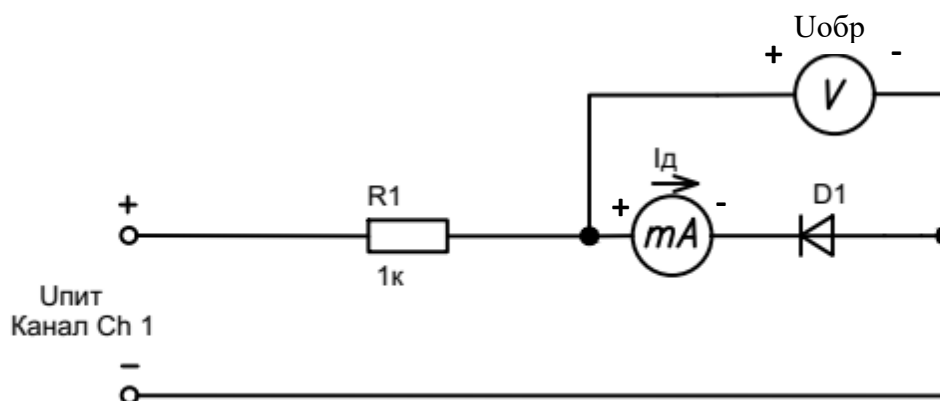 Uобр
+ -
V
Iд
R1
+ -
D1
+
mA
1к
Uпит
Канал Ch 1
−